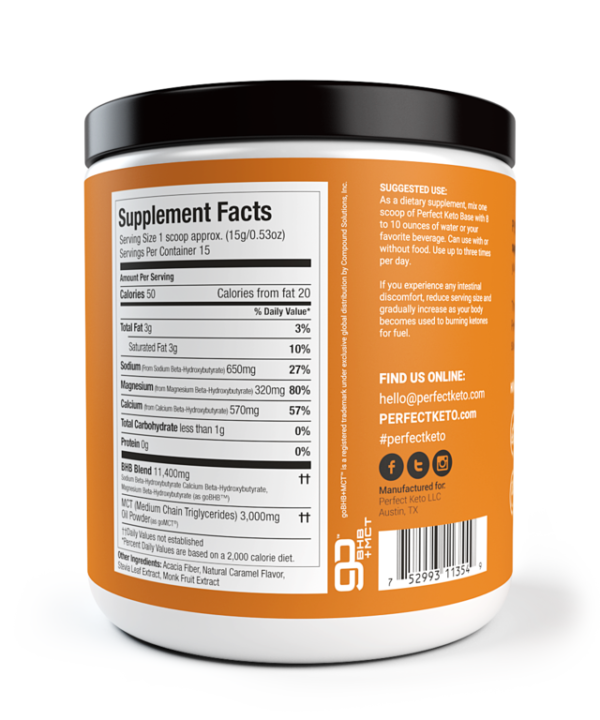 Supplement Facts
Serving Size 1 scoop approx. (15g/0.53oz)
Servings Per Container 15
Amount Per Serving
Calories 50 Calories from fat 20
% Daily Value*
Total Fat 3g 3%
Saturated Fat 3g 10%
Sodium (from Sodium Beta-Hydroxybutyrate) 650mg 27%
Magnesium (from Magnesium Beta-Hydroxybutyrate) 320mg 80%
Calcium (from Calcium Beta-Hydroxybutyrate) 570mg 57%
Total Carbohydrate less than 1g 0%
Protein 0g 0%
BHB Blend 11,400mg ††
Sodium Beta-Hydroxybutyrate Calcium Beta-Hydroxybutyrate,
Magnesium Beta-Hydroxybutyrate (as goBHB™)
MCT (Medium Chain Triglycerides) 3,000mg ††
Oil Powder (as goMCT®)
††Daily Values not established
*Percent Daily Values are based on a 2,000 calorie diet.
Other Ingredients: Acacia Fiber, Natural Caramel Flavor,
Stevia Leaf Extract, Monk Fruit Extract
goBHB+MCT™ is a registered trademark under exclusive global distribution by Compound Solutions, Inc.
go BHB
+MCT
SUGGESTED USE:
As a dietary supplement, mix one
scoop of Perfect Keto Base with 8
to 10 ounces of water or your
favorite beverage. Can use with or
without food. Use up to three times
per day.
If you experience any intestinal
discomfort, reduce serving size and
gradually increase as your body
becomes used to burning ketones
for fuel.
FIND US ONLINE:
hello@perfectketo.com
PERFECTKETO.COM
#perfectketo
Manufactured for:
Perfect Keto LLC
Austin, TX
7 52993 11354 9